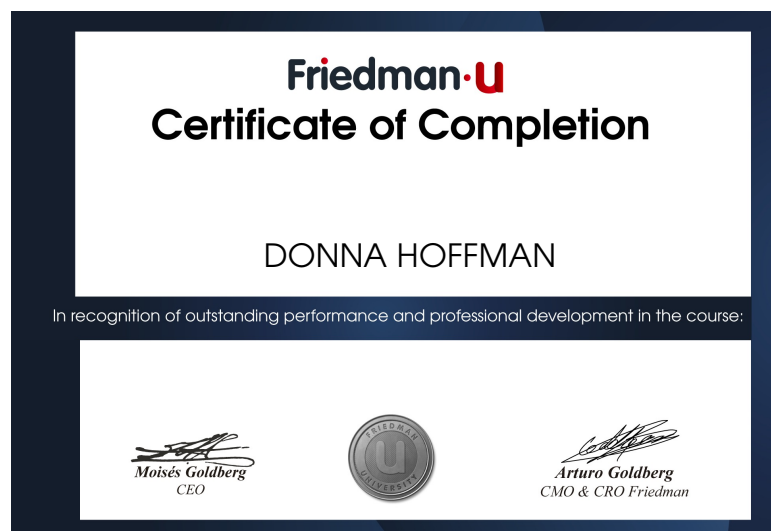 Friedman·u
Certificate of Completion
DONNA HOFFMAN
In recognition of outstanding performance and professional development in the course:
Moisés Goldberg
CEO
FRIEDMAN
u
UNIVERSITY
Arturo Goldberg
CMO & CRO Friedman